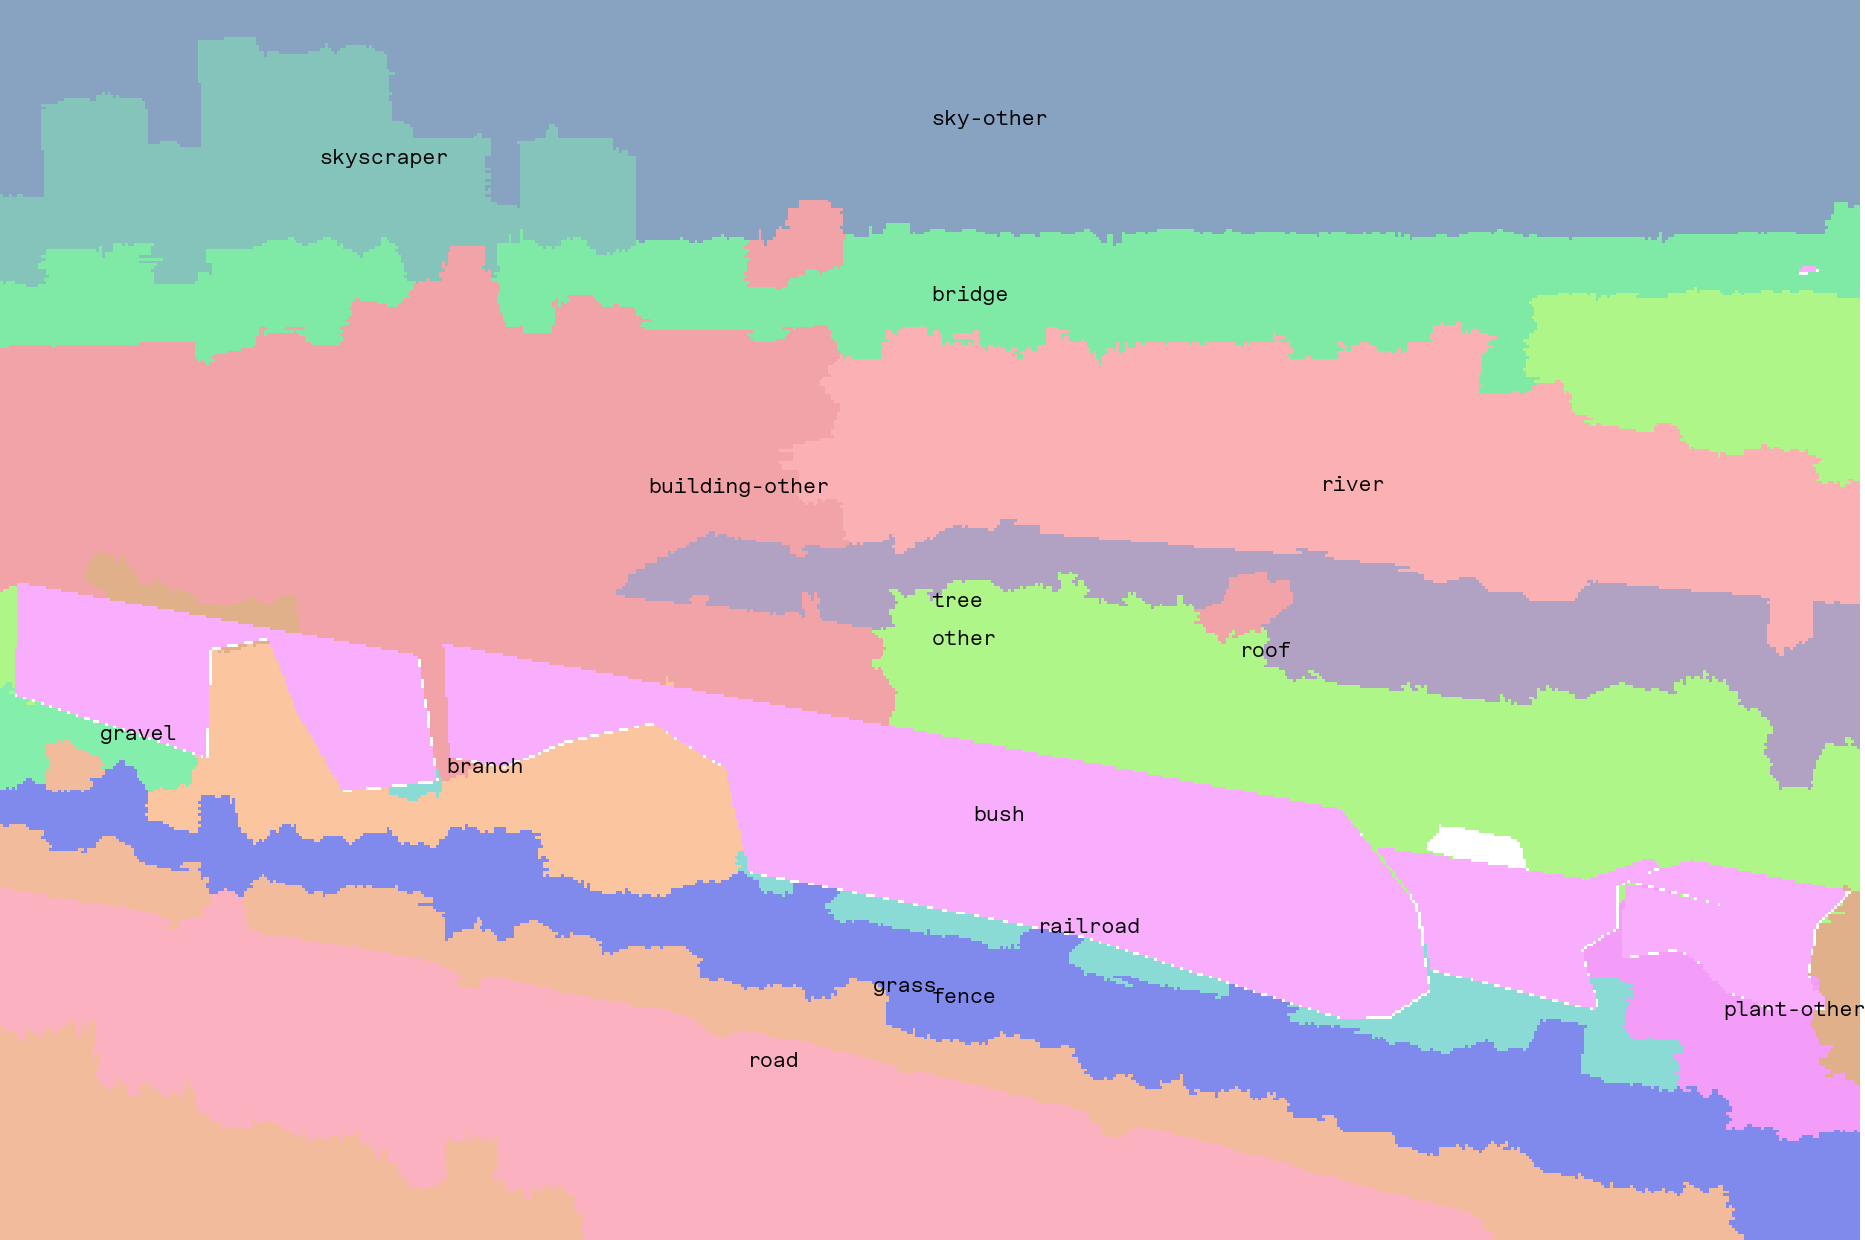 sky-other
skyscraper
bridge
building-other
river
tree
other
roof
gravel
branch
bush
railroad
grass
fence
plant-other
road